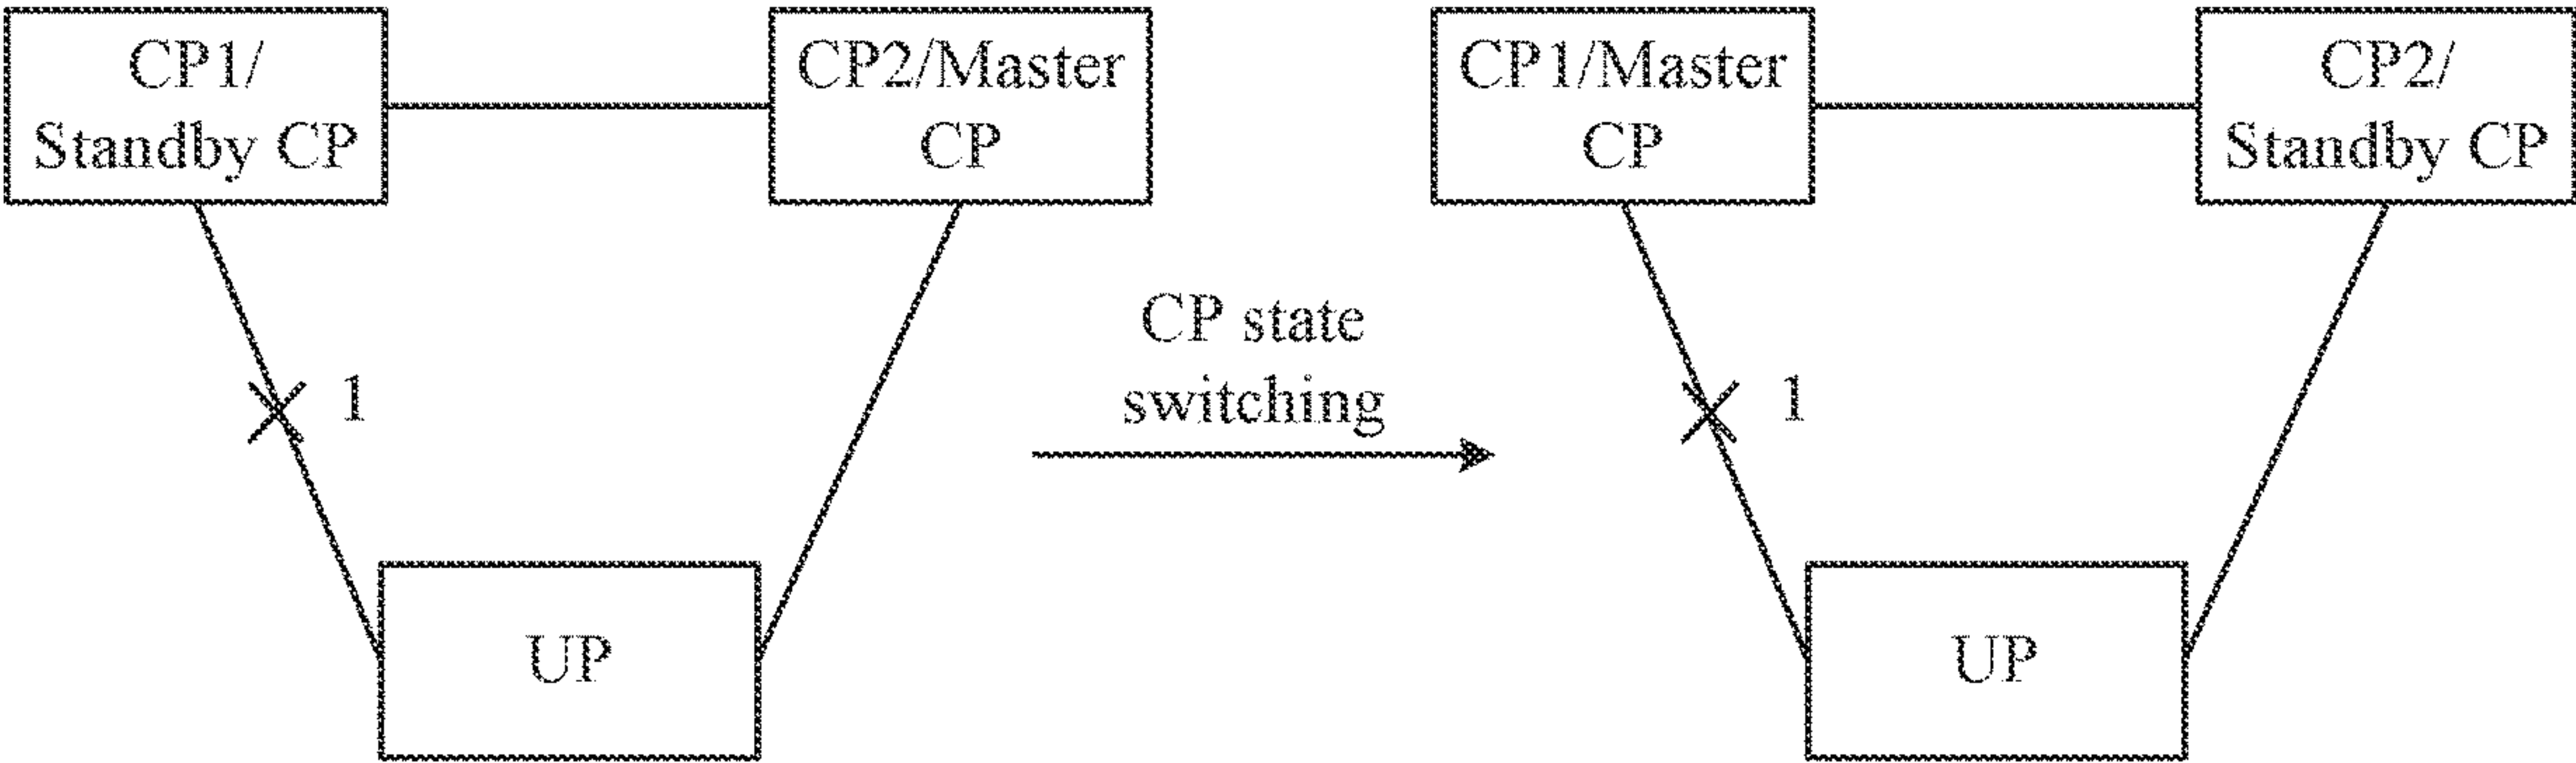 CP1/
Standby CP
CP2/Master
CP
1
UP
CP state
switching
CP1/Master
CP
CP2/
Standby CP
1
UP